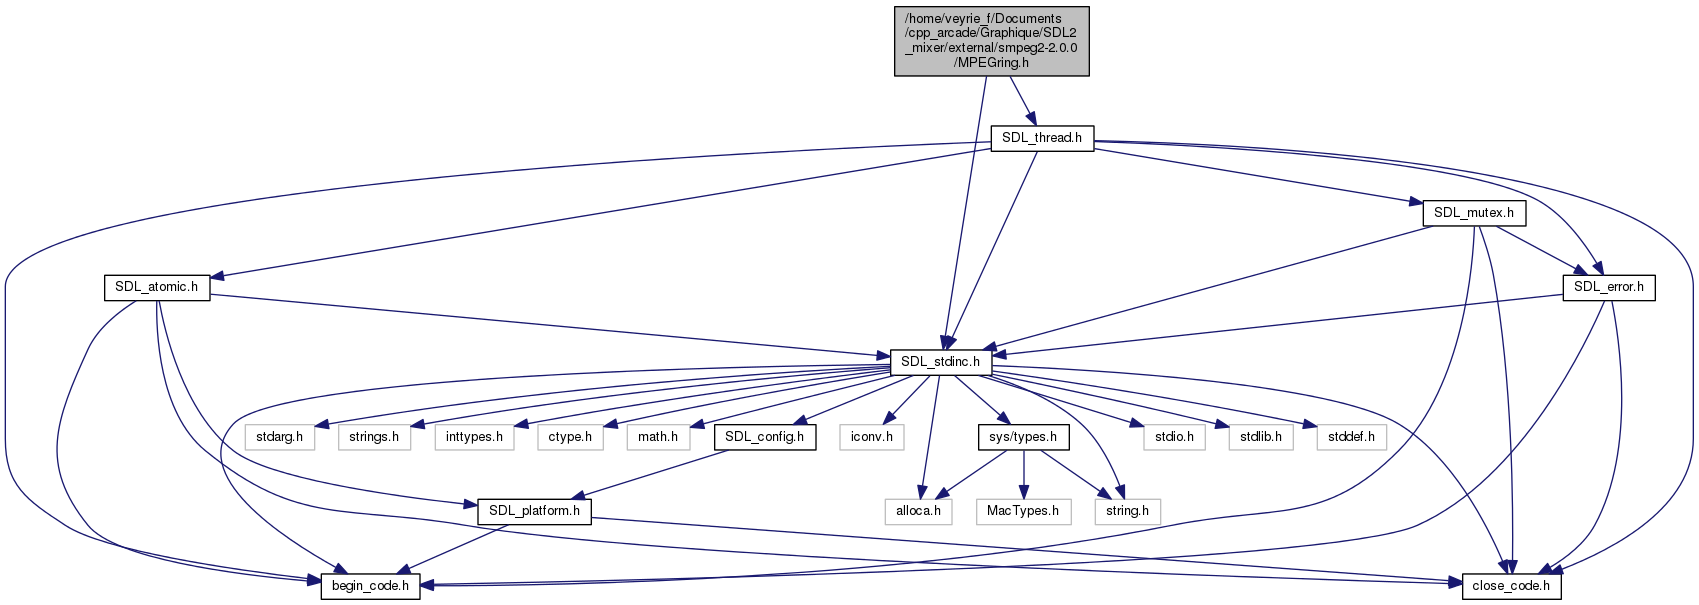 /home/veyrie_f/Documents
/cpp_arcade/Graphique/SDL2
_mixer/external/smpeg2-2.0.0
/MPEGring.h
SDL_thread.h
SDL_mutex.h
SDL_atomic.h
SDL_error.h
SDL_stdinc.h
stdarg.h
strings.h
inttypes.h
ctype.h
math.h
SDL_config.h
iconv.h
sys/types.h
stdio.h
stdlib.h
stddef.h
SDL_platform.h
alloca.h
MacTypes.h
string.h
begin_code.h
close_code.h